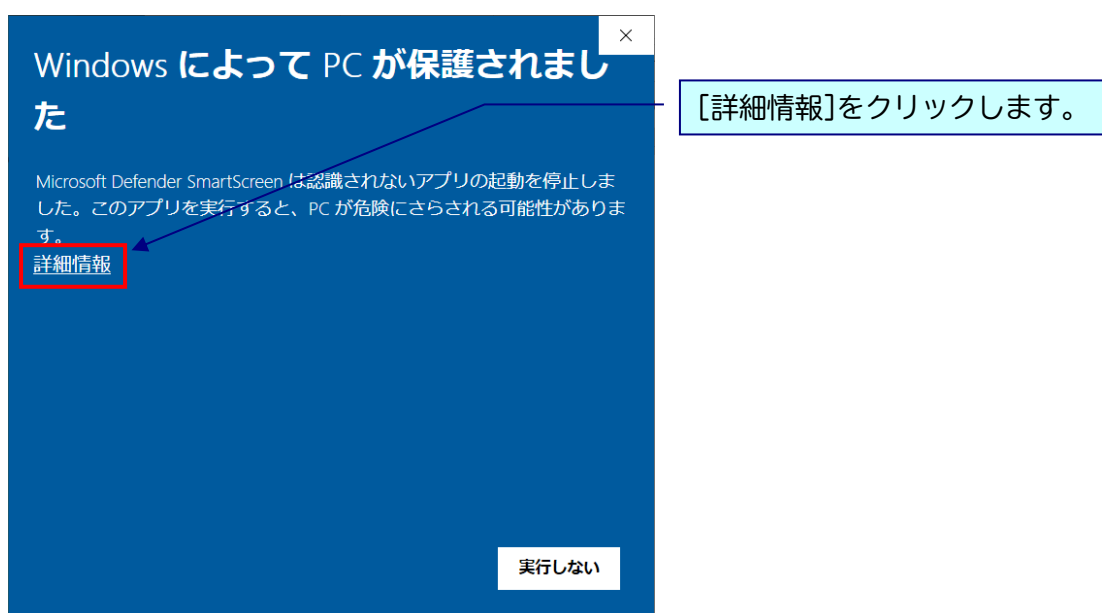 Windows によって PC が保護されまし
た
[詳細情報]をクリックします。
Microsoft Defender SmartScreen は認識されないアプリの起動を停止しま
した。このアプリを実行すると、PC が危険にさらされる可能性がありま
す。
詳細情報
実行しない